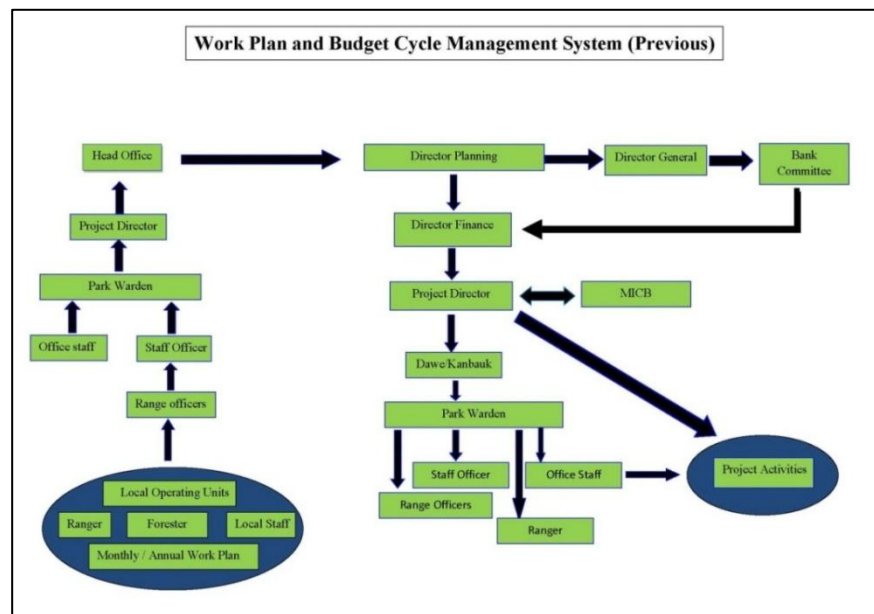 Work Plan and Budget Cycle Management System (Previous)
Head Office
Director Planning
Director General
Bank
Committee
Project Director
Director Finance
Park Warden
Project Director
MICB
Office staff
Staff Officer
Dawe/Kanbauk
Range officers
Park Warden
Staff Officer
Office Staff
Project Activities
Range Officers
Ranger
Local Operating Units
Ranger
Forester
Local Staff
Monthly / Annual Work Plan